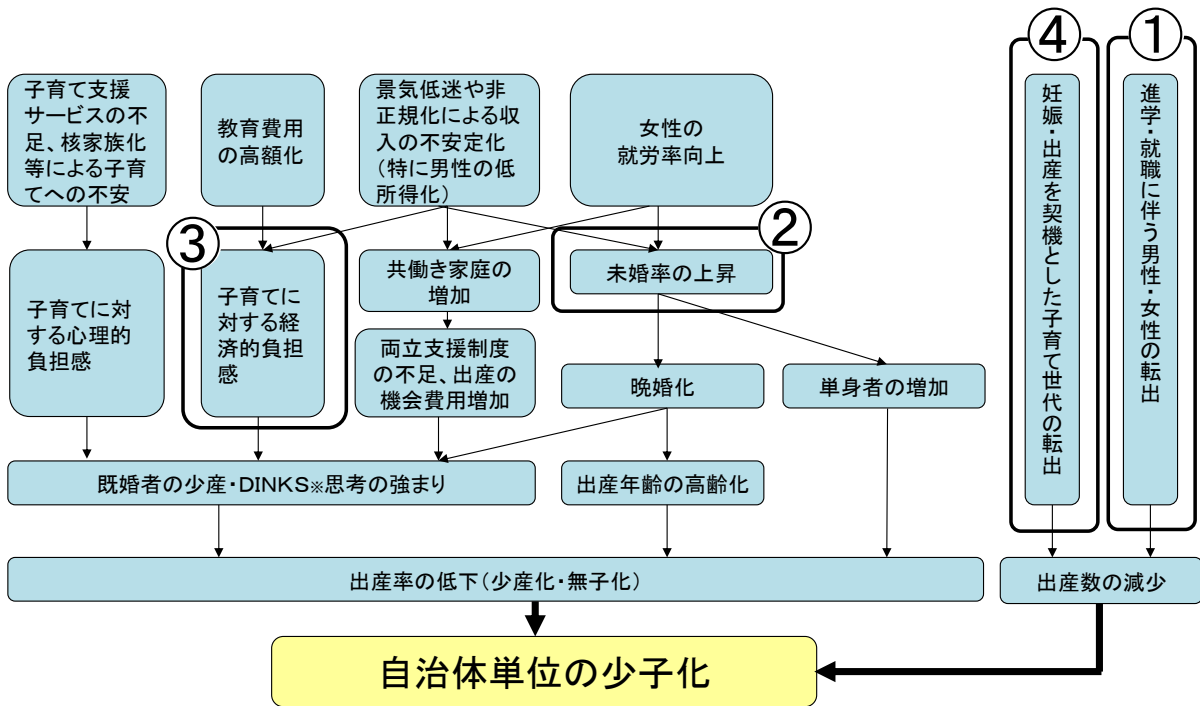 ④
①
子育て支援
サービスの不
足、核家族化
等による子育
てへの不安
教育費用
の高額化
景気低迷や非
正規化による収
入の不安定化
(特に男性の低
所得化)
女性の
就労率向上
妊娠・出産を契機とした子育て世代の転出
進学・就職に伴う男性・女性の転出
③
②
子育てに対
する心理的
負担感
子育てに
対する経
済的負担
感
共働き家庭の
増加
未婚率の上昇
両立支援制度
の不足、出産の
機会費用増加
晩婚化
単身者の増加
既婚者の少産・DINKS※思考の強まり
出産年齢の高齢化
出産率の低下(少産化・無子化)
出産数の減少
自治体単位の少子化